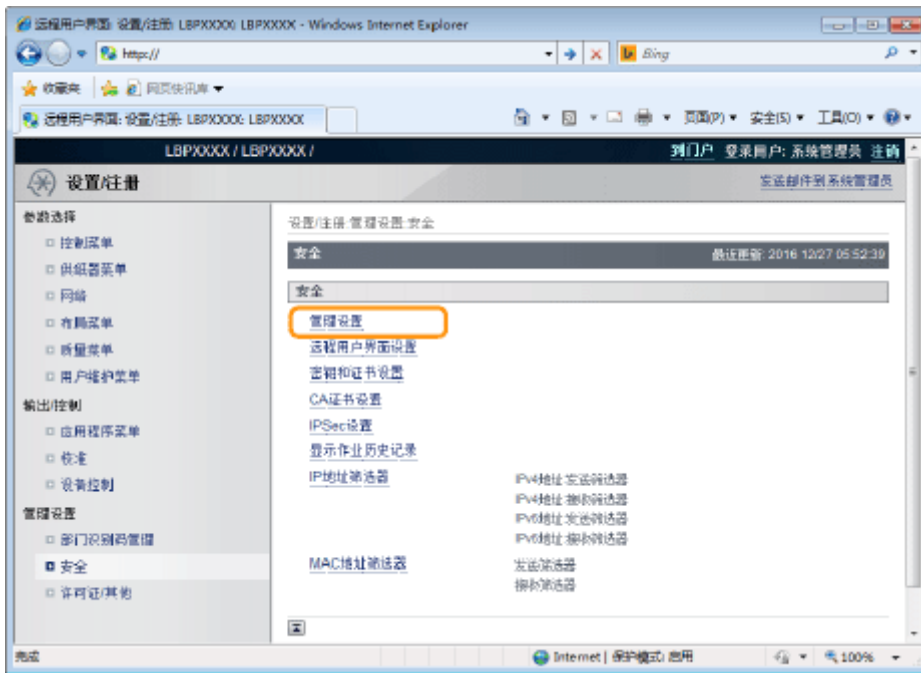 远程用户界面: 设置/注册: LBPXXXX: LBPXXXX - Windows Internet Explorer
http://
Bing
收藏夹 网页快讯库
远程用户界面: 设置/注册: LBPXXXX: LBPXXXX
页面(P) 安全(S) 工具(O)
LBPXXXX / LBPXXXX /
到门户 登录用户: 系统管理员 注销
设置/注册
发送邮件到系统管理员
参数选择
控制菜单
供纸器菜单
网络
布局菜单
质量菜单
用户维护菜单
输出/控制
应用程序菜单
校准
设备控制
管理设置
部门识别码管理
安全
许可证/其他
设置/注册:管理设置:安全
安全
最近更新: 2016 12/27 05:52:39
安全
管理设置
远程用户界面设置
密钥和证书设置
CA证书设置
IPSec设置
显示作业历史记录
IP地址筛选器
IPv4地址:发送筛选器
IPv4地址:接收筛选器
IPv6地址:发送筛选器
IPv6地址:接收筛选器
MAC地址筛选器
发送筛选器
接收筛选器
完成
Internet | 保护模式: 启用
100%